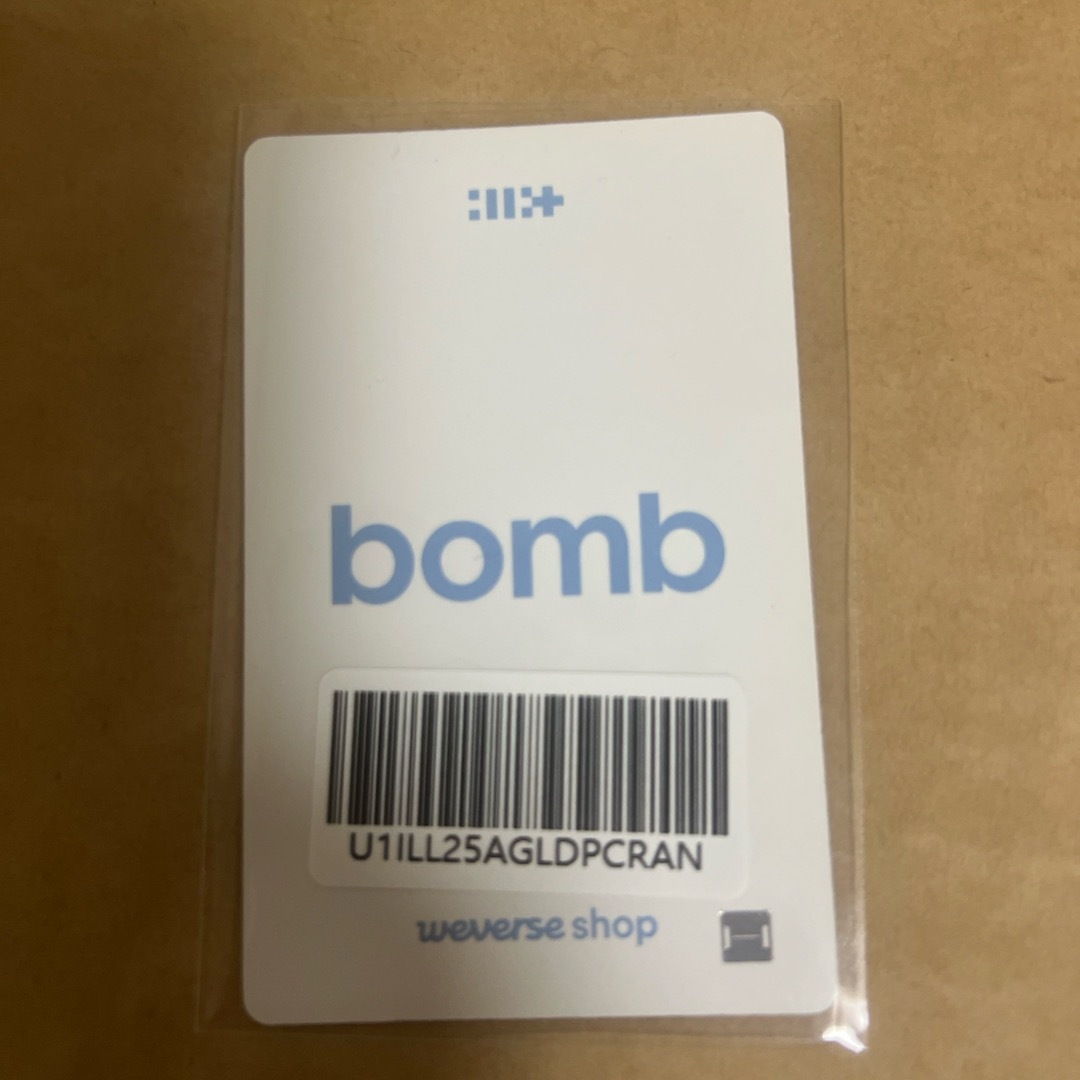 bomb
U1ILL25AGLDPCRAN
weverse shop